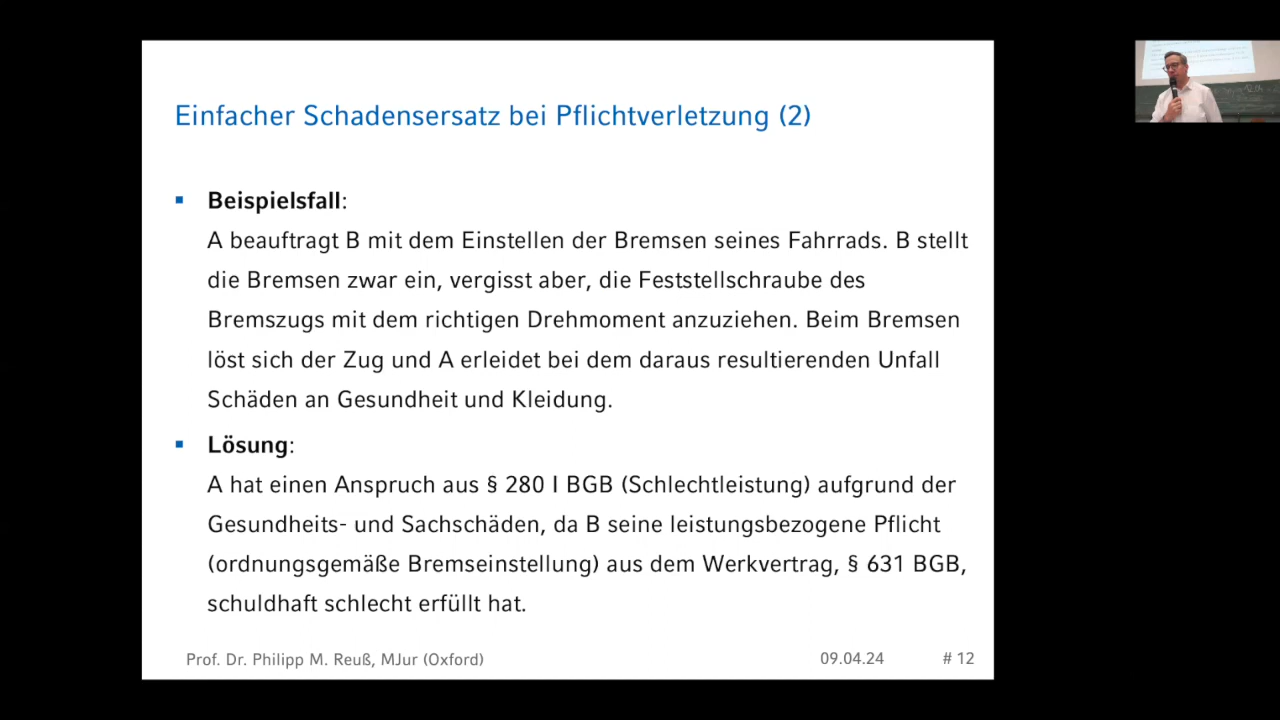 Einfacher Schadensersatz bei Pflichtverletzung (2)
▪ Beispielsfall:
A beauftragt B mit dem Einstellen der Bremsen seines Fahrrads. B stellt
die Bremsen zwar ein, vergisst aber, die Feststellschraube des
Bremszugs mit dem richtigen Drehmoment anzuziehen. Beim Bremsen
löst sich der Zug und A erleidet bei dem daraus resultierenden Unfall
Schäden an Gesundheit und Kleidung.
▪ Lösung:
A hat einen Anspruch aus § 280 I BGB (Schlechtleistung) aufgrund der
Gesundheits- und Sachschäden, da B seine leistungsbezogene Pflicht
(ordnungsgemäße Bremseinstellung) aus dem Werkvertrag, § 631 BGB,
schuldhaft schlecht erfüllt hat.
Prof. Dr. Philipp M. Reuß, MJur (Oxford) 09.04.24 # 12